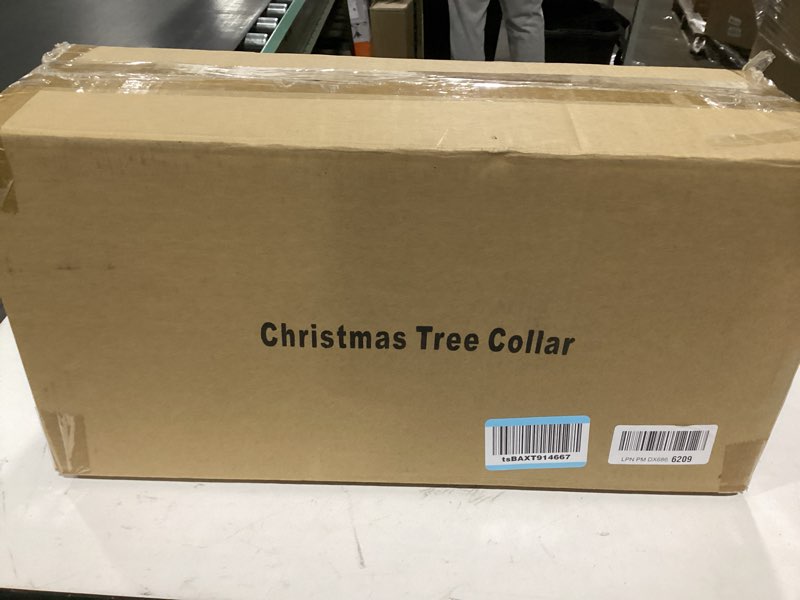 Christmas Tree Collar
tsBAXT914667
LPN PM DX686 6209